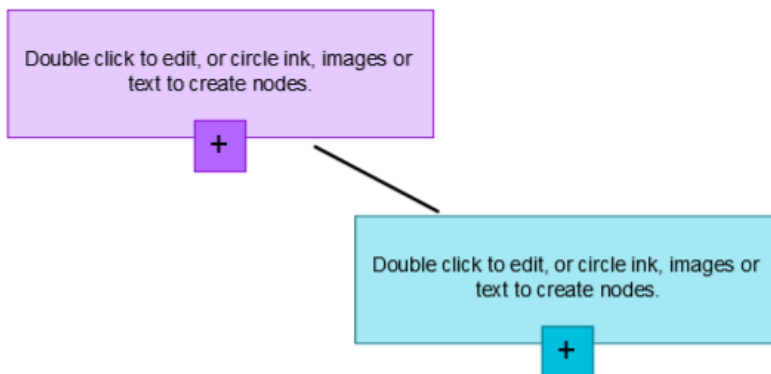 Double click to edit, or circle ink, images or
text to create nodes.
+
Double click to edit, or circle ink, images or
text to create nodes.
+